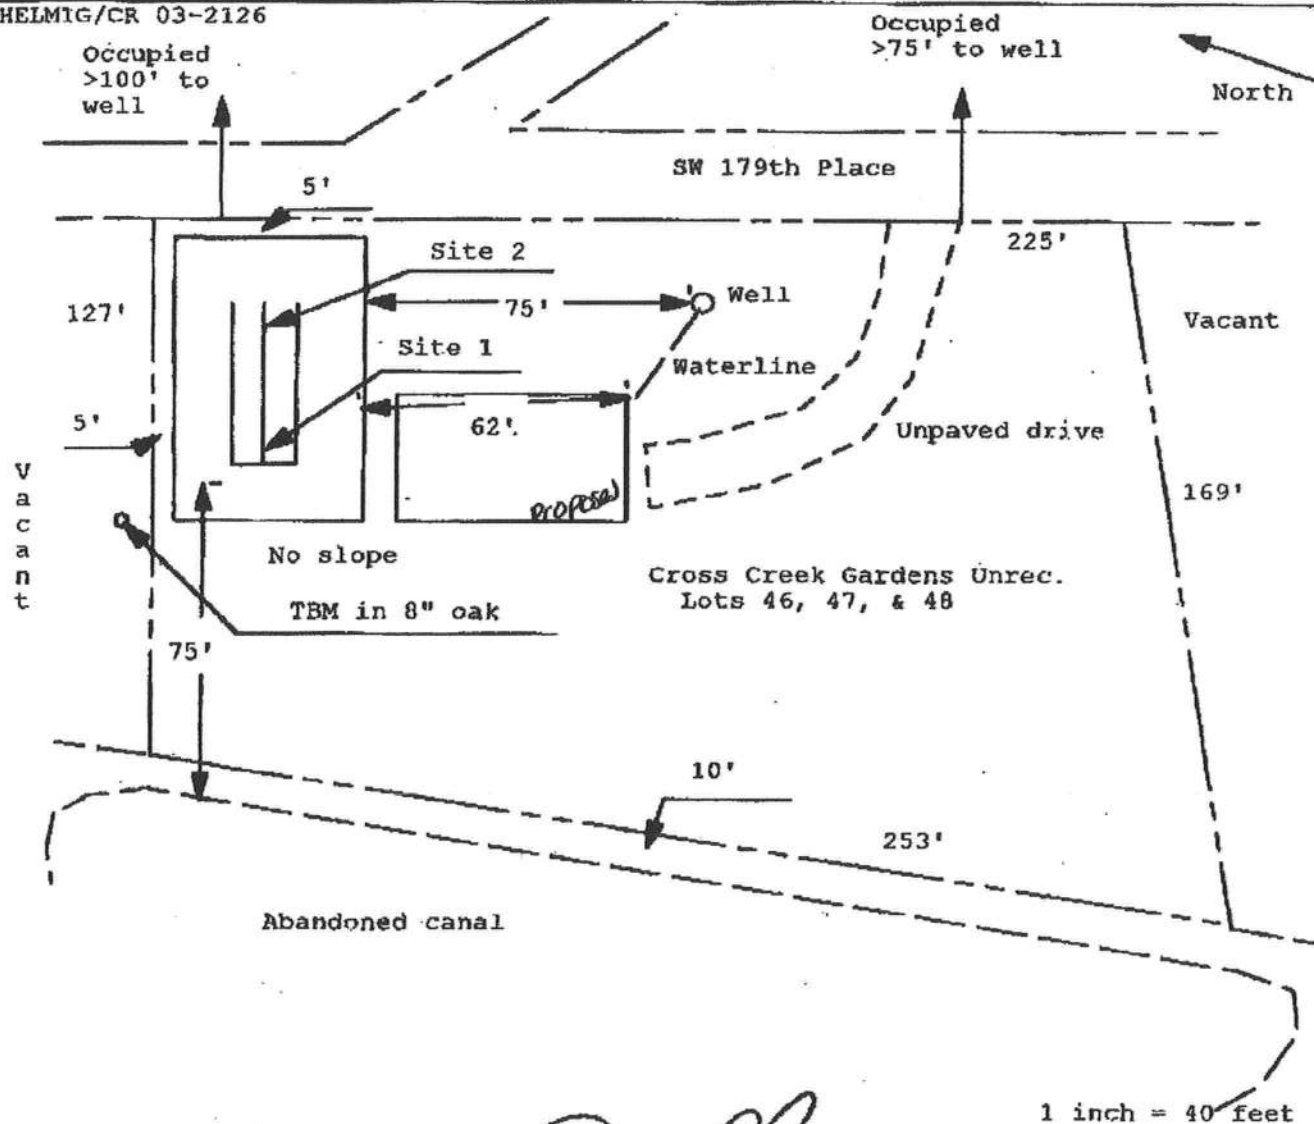 HELMIG/CR 03-2126
Occupied
>100' to
well
Occupied
>75' to well
North
SW 179th Place
5'
225'
Site 2
75'
Well
127'
Vacant
Site 1
Waterline
5'
62'.
Unpaved drive
Vacant
169'
proposed
No slope
Cross Creek Gardens Unrec.
Lots 46, 47, & 48
TBM in 8" oak
75'
10'
253'
Abandoned canal
1 inch = 40 feet